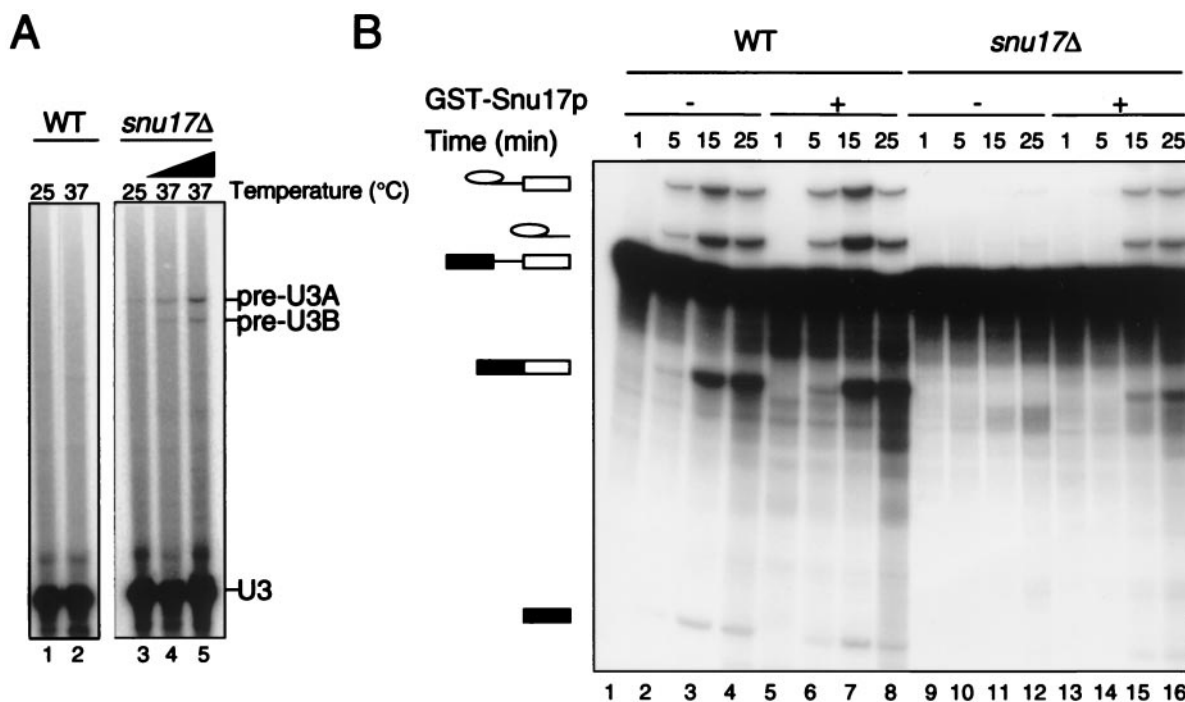 A
WT snu17Δ
25 37 25 37 37 Temperature (°C)
pre-U3A
pre-U3B
U3
1 2 3 4 5
B
WT snu17Δ
GST-Snu17p - + - +
Time (min) 1 5 15 25 1 5 15 25 1 5 15 25 1 5 15 25
1 2 3 4 5 6 7 8 9 10 11 12 13 14 15 16